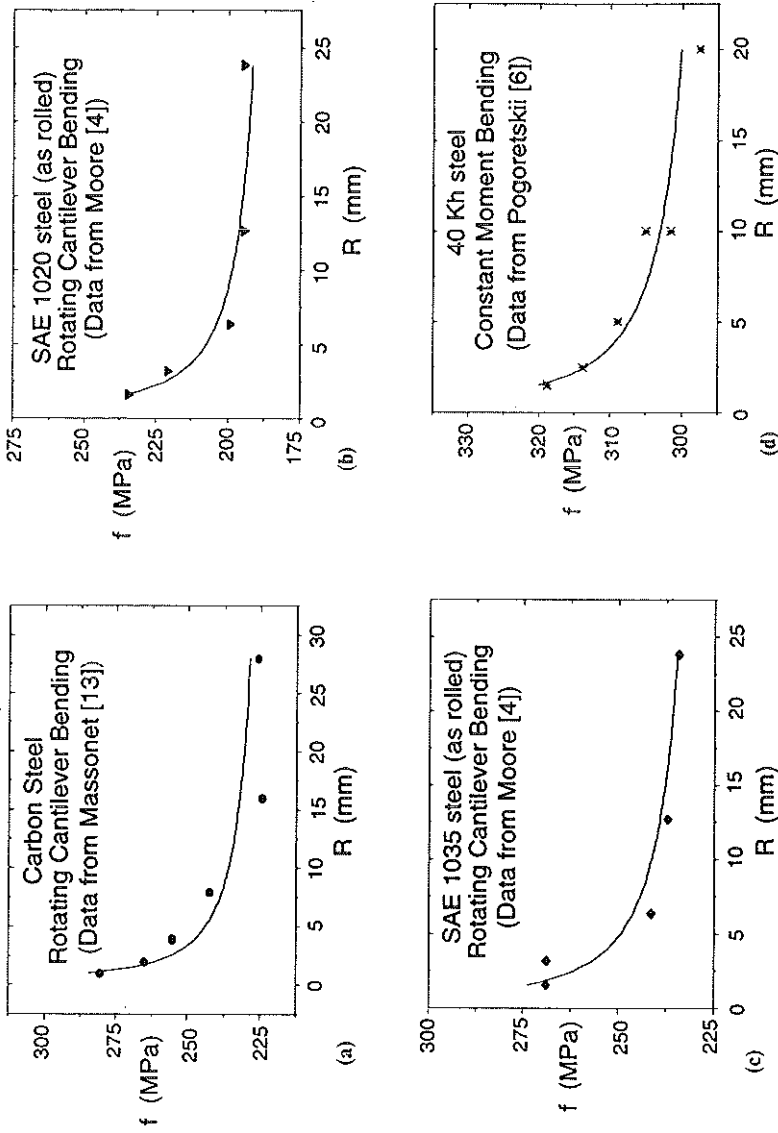 Carbon Steel
Rotating Cantilever Bending
(Data from Massonet [13])
300
275
250
225
f (MPa)
0 5 10 15 20 25 30
R (mm)
(a)
SAE 1020 steel (as rolled)
Rotating Cantilever Bending
(Data from Moore [4])
275
250
225
200
175
f (MPa)
0 5 10 15 20 25
R (mm)
(b)
SAE 1035 steel (as rolled)
Rotating Cantilever Bending
(Data from Moore [4])
300
275
250
225
f (MPa)
0 5 10 15 20 25
R (mm)
(c)
40 Kh steel
Constant Moment Bending
(Data from Pogoretskii [6])
330
320
310
300
f (MPa)
0 5 10 15 20
R (mm)
(d)